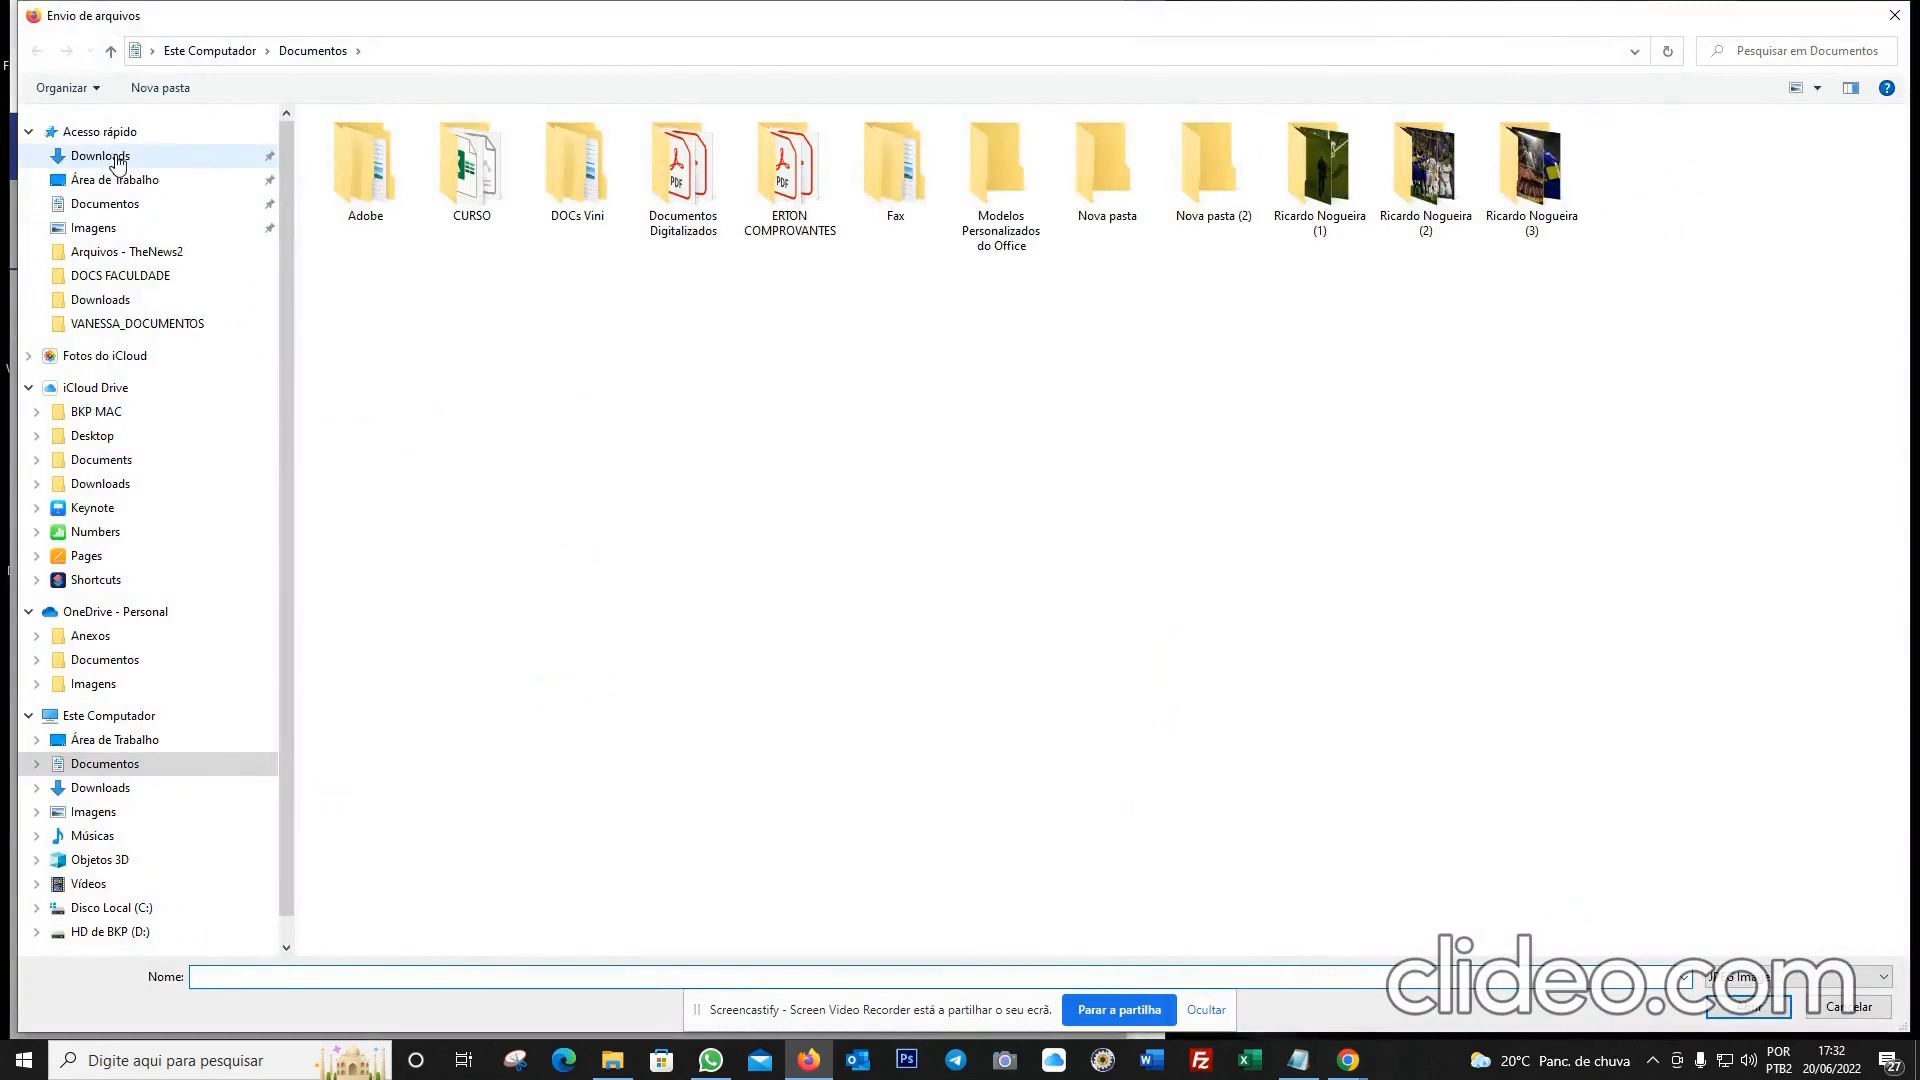 Envio de arquivos
Este Computador
Documentos
Pesquisar em Documentos
Organizar
Nova pasta
Acesso rápido
Downloads
Área de Trabalho
Documentos
Imagens
Arquivos - TheNews2
DOCS FACULDADE
Downloads
VANESSA_DOCUMENTOS
Fotos do iCloud
iCloud Drive
BKP MAC
Desktop
Documents
Downloads
Keynote
Numbers
Pages
Shortcuts
OneDrive - Personal
Anexos
Documentos
Imagens
Este Computador
Área de Trabalho
Documentos
Downloads
Imagens
Músicas
Objetos 3D
Vídeos
Disco Local (C:)
HD de BKP (D:)
PDF
PDF
Adobe
CURSO
DOCs Vini
Documentos
Digitalizados
ERTON
COMPROVANTES
Fax
Modelos
Personalizados
do Office
Nova pasta
Nova pasta (2)
Ricardo Nogueira
(1)
Ricardo Nogueira
(2)
Ricardo Nogueira
(3)
Nome:
Cancelar
clideo.com
Screencastify - Screen Video Recorder está a partilhar o seu ecrã.
Parar a partilha
Ocultar
Digite aqui para pesquisar
Ps
20°C Panc. de chuva
POR
PTB2
17:32
20/06/2022
27